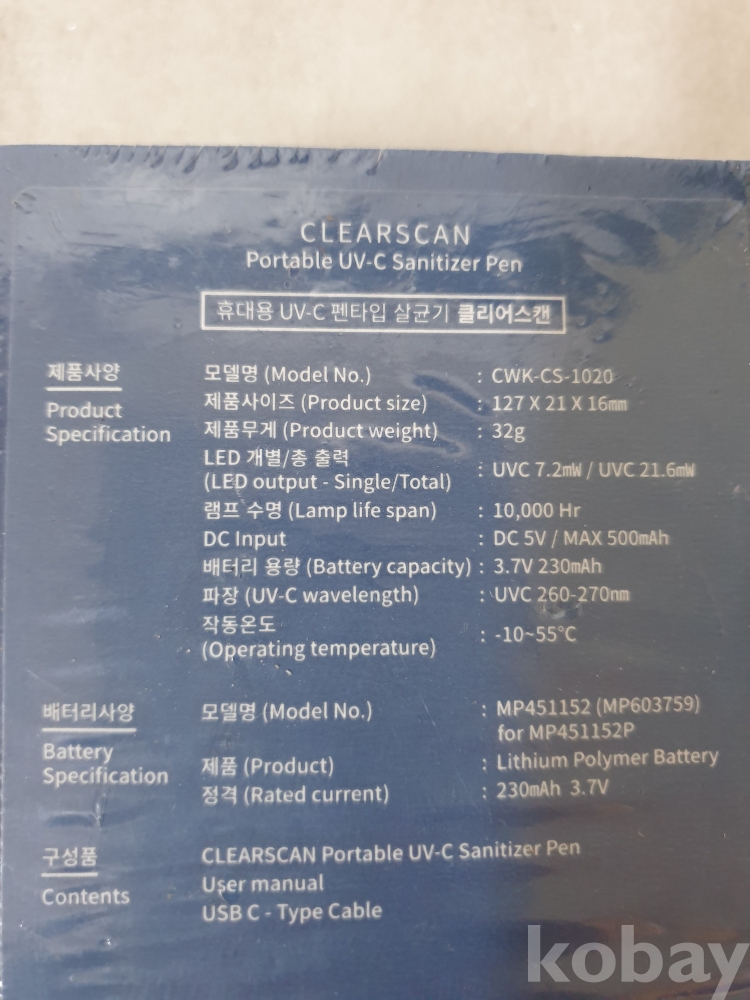 CLEARSCAN
Portable UV-C Sanitizer Pen
휴대용 UV-C 펜타입 살균기 클리어스캔
제품사양
Product
Specification
모델명 (Model No.) : CWK-CS-1020
제품사이즈 (Product size) : 127 X 21 X 16㎜
제품무게 (Product weight) : 32g
LED 개별/총 출력
(LED output - Single/Total) : UVC 7.2㎽ / UVC 21.6㎽
램프 수명 (Lamp life span) : 10,000 Hr
DC Input : DC 5V / MAX 500㎃h
배터리 용량 (Battery capacity) : 3.7V 230㎃h
파장 (UV-C wavelength) : UVC 260-270㎚
작동온도
(Operating temperature) : -10~55℃
배터리사양
Battery
Specification
모델명 (Model No.) : MP451152 (MP603759)
for MP451152P
제품 (Product) : Lithium Polymer Battery
정격 (Rated current) : 230㎃h 3.7V
구성품
Contents
CLEARSCAN Portable UV-C Sanitizer Pen
User manual
USB C - Type Cable
kobay